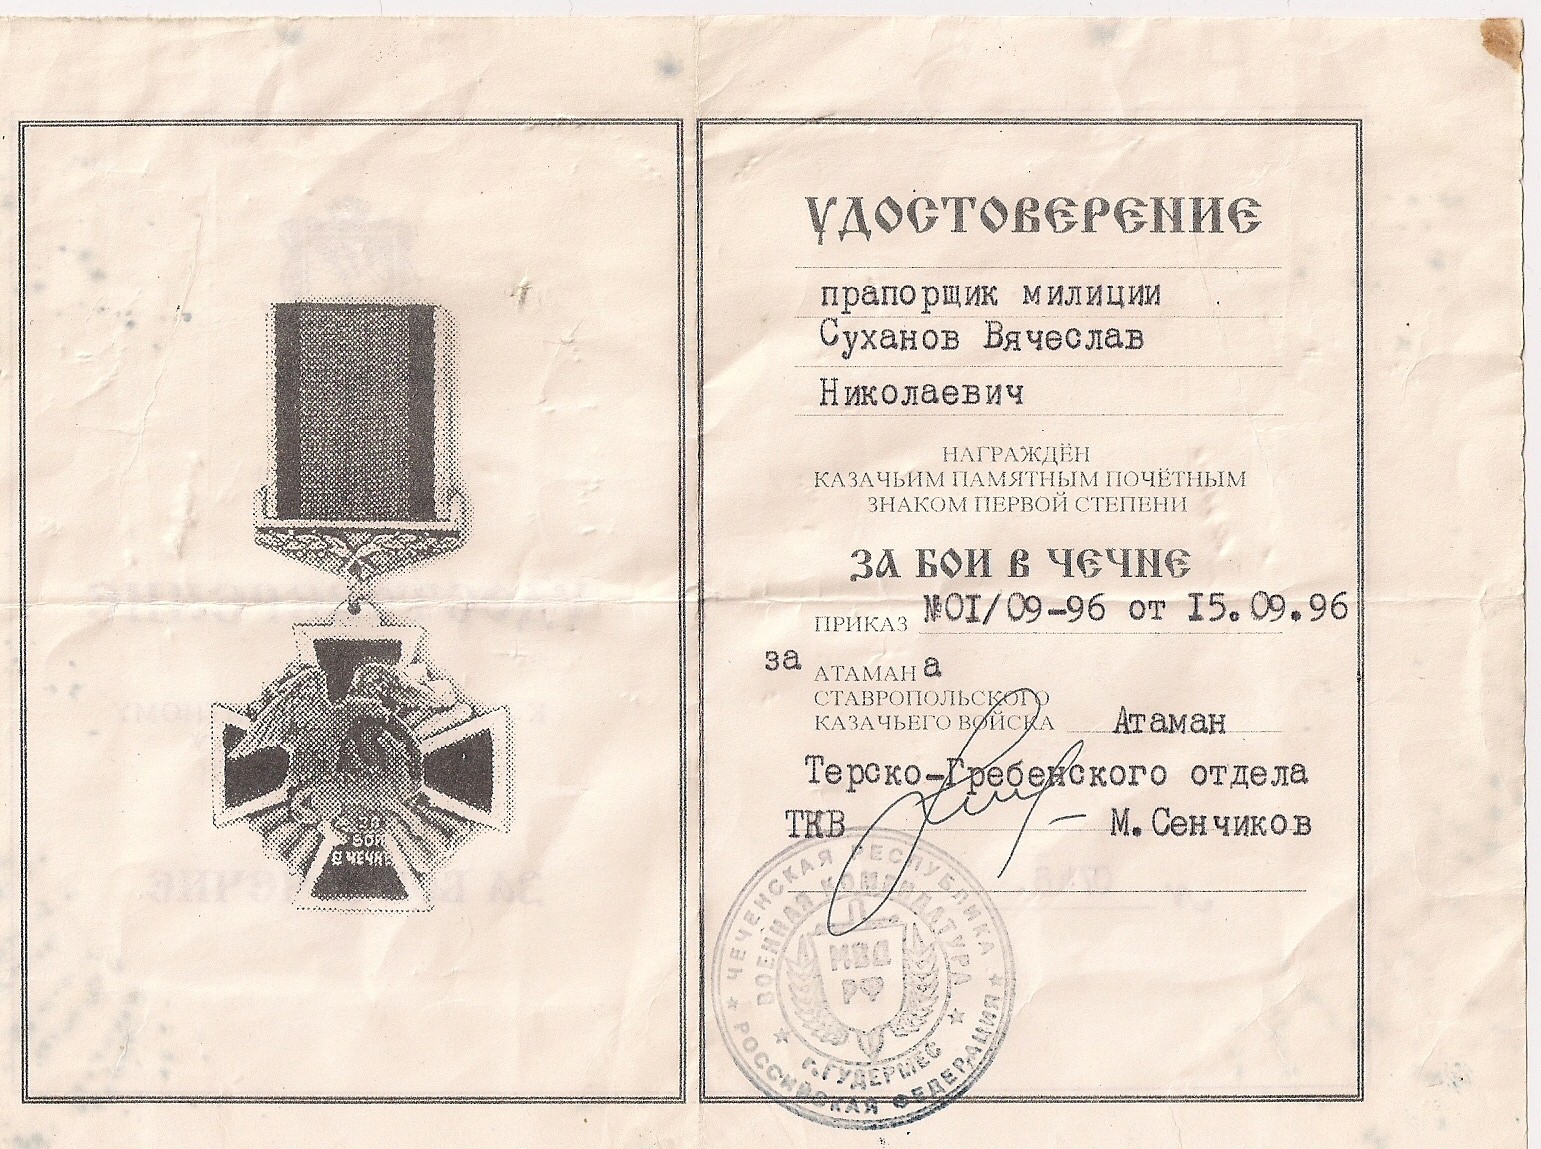 ЗА
БОИ
В ЧЕЧНЕ
УДОСТОВЕРЕНИЕ
прапорщик милиции
Суханов Вячеслав
Николаевич
НАГРАЖДЁН
КАЗАЧЬИМ ПАМЯТНЫМ ПОЧЁТНЫМ
ЗНАКОМ ПЕРВОЙ СТЕПЕНИ
ЗА БОИ В ЧЕЧНЕ
ПРИКАЗ №01/09-96 от 15.09.96
за АТАМАНа
СТАВРОПОЛЬСКОГО
КАЗАЧЬЕГО ВОЙСКА Атаман
Терско-Гребенского отдела
ТКВ М.Сенчиков
ЧЕЧЕНСКАЯ РЕСПУБЛИКА
ВОЕННАЯ КОМЕНДАТУРА
МВД
РФ
г.ГУДЕРМЕС
РОССИЙСКАЯ ФЕДЕРАЦИЯ